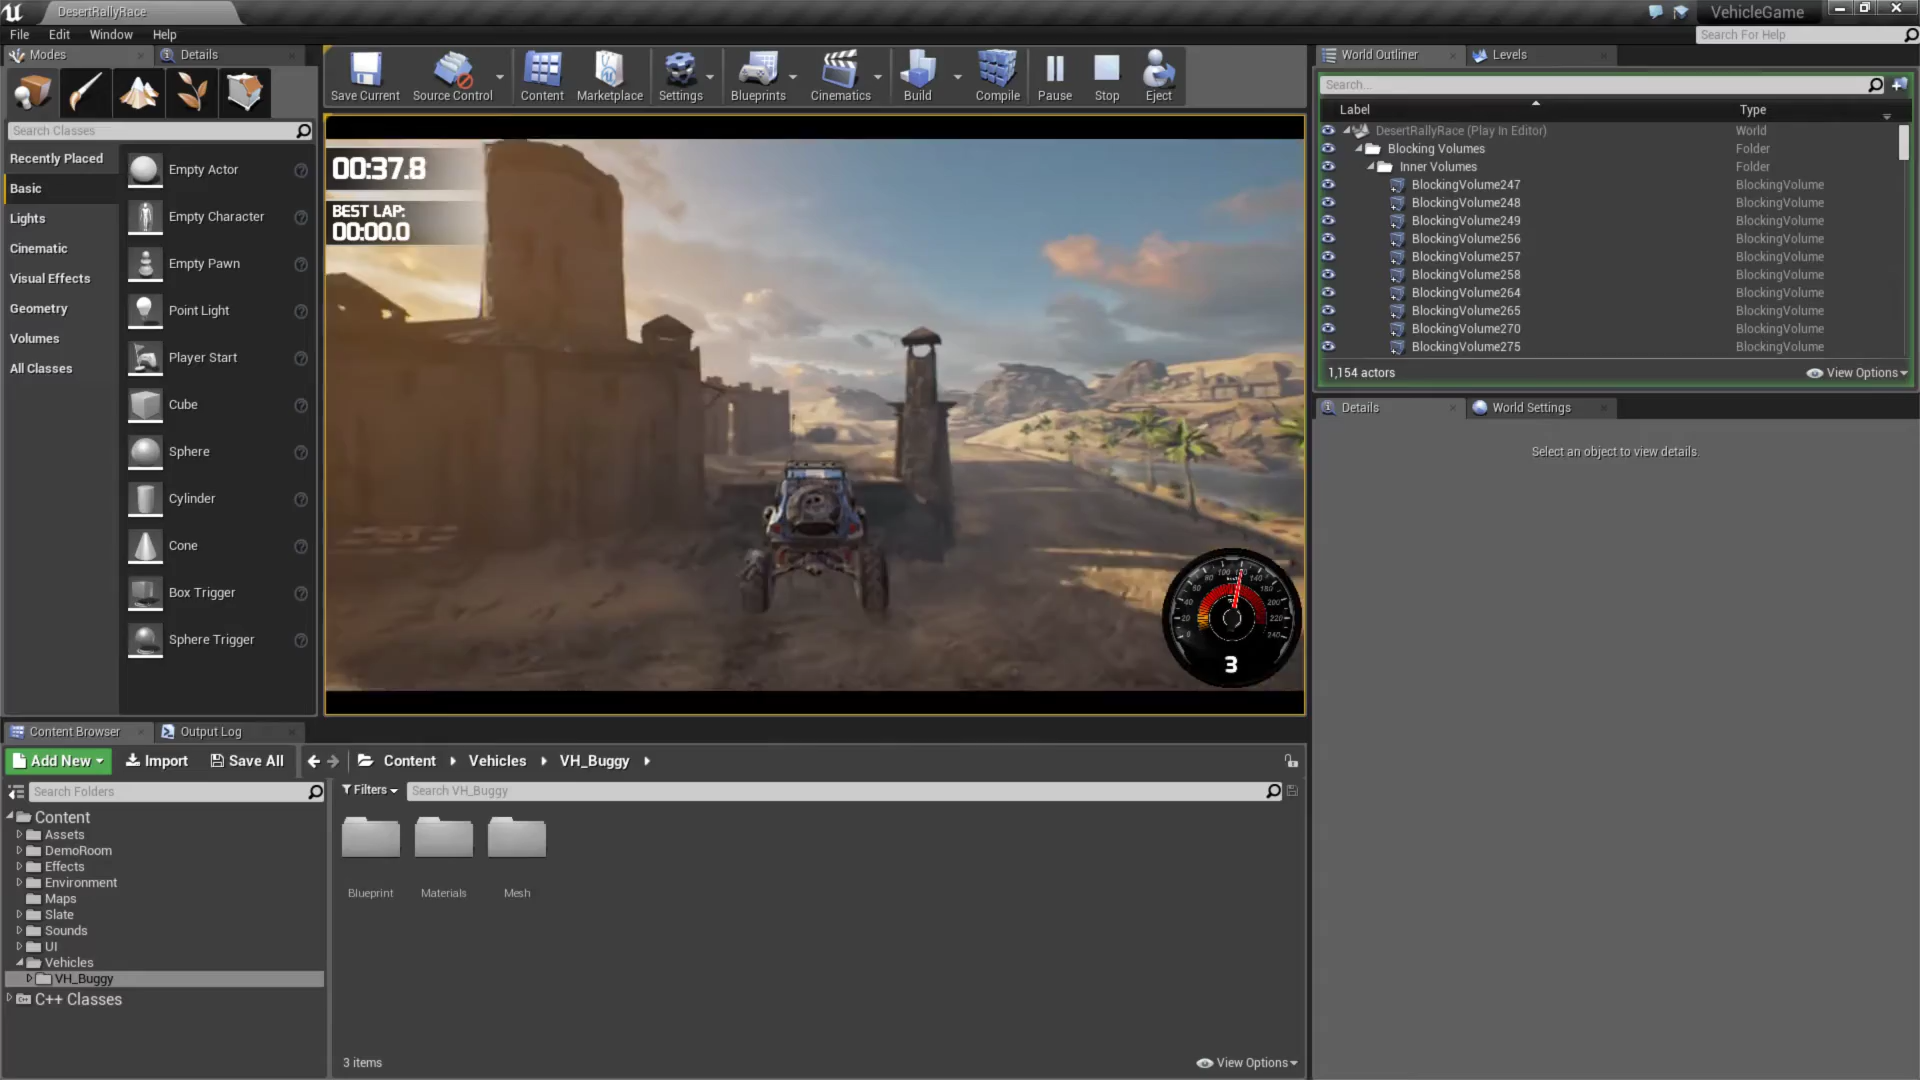 DesertRallyRace
VehicleGame
File Edit Window Help
Search For Help
Modes
Details
Search Classes
Recently Placed
Basic
Lights
Cinematic
Visual Effects
Geometry
Volumes
All Classes
Empty Actor
Empty Character
Empty Pawn
Point Light
Player Start
Cube
Sphere
Cylinder
Cone
Box Trigger
Sphere Trigger
Save Current
Source Control
Content
Marketplace
Settings
Blueprints
Cinematics
Build
Compile
Pause
Stop
Eject
00:37.8
BEST LAP:
00:00.0
3
World Outliner
Levels
Search...
Label Type
DesertRallyRace (Play In Editor) World
Blocking Volumes Folder
Inner Volumes Folder
BlockingVolume247 BlockingVolume
BlockingVolume248 BlockingVolume
BlockingVolume249 BlockingVolume
BlockingVolume256 BlockingVolume
BlockingVolume257 BlockingVolume
BlockingVolume258 BlockingVolume
BlockingVolume264 BlockingVolume
BlockingVolume265 BlockingVolume
BlockingVolume270 BlockingVolume
BlockingVolume275 BlockingVolume
1,154 actors
View Options
Details
World Settings
Select an object to view details.
Content Browser
Output Log
Add New
Import
Save All
Content
Vehicles
VH_Buggy
Search Folders
Filters
Search VH_Buggy
Content
Assets
DemoRoom
Effects
Environment
Maps
Slate
Sounds
UI
Vehicles
VH_Buggy
C++ Classes
Blueprint
Materials
Mesh
3 items
View Options